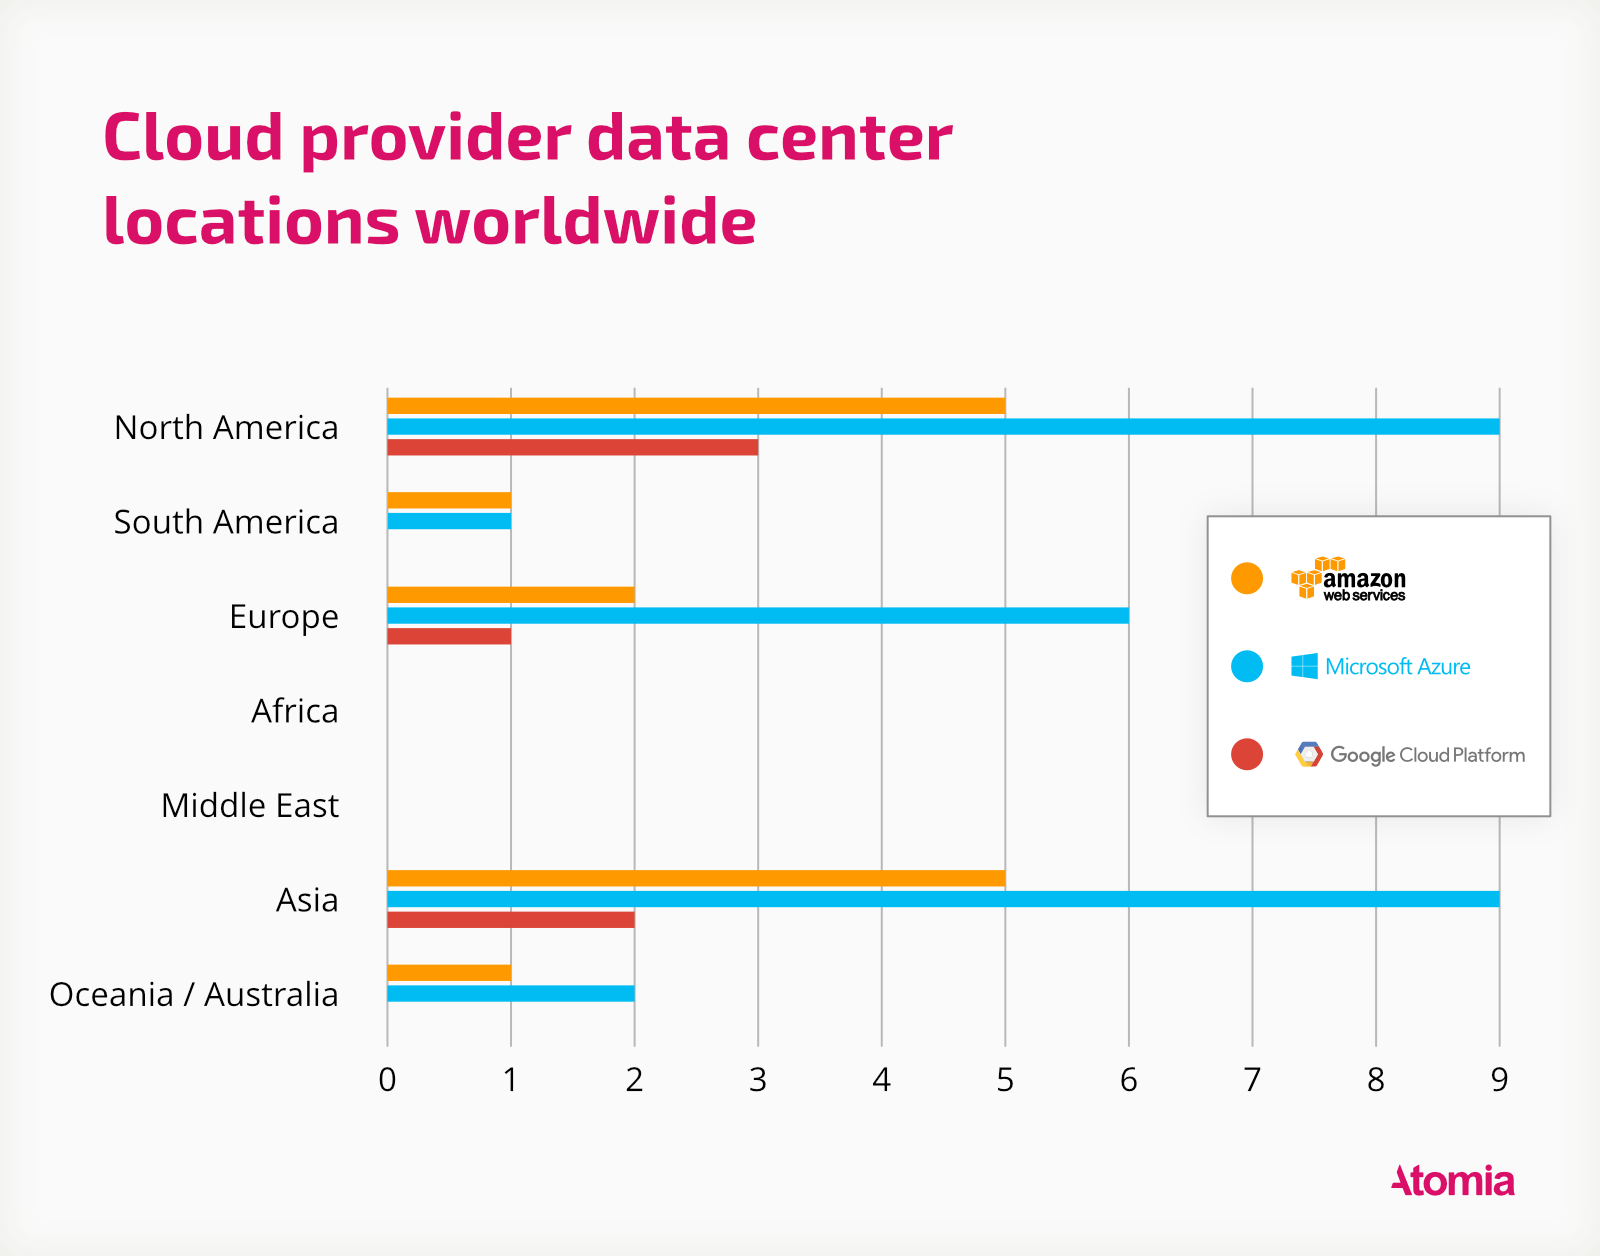 Cloud provider data center
locations worldwide
North America
South America
Europe
Africa
Middle East
Asia
Oceania / Australia
0 1 2 3 4 5 6 7 8 9
amazon
web services
Microsoft Azure
Google Cloud Platform
Atomia